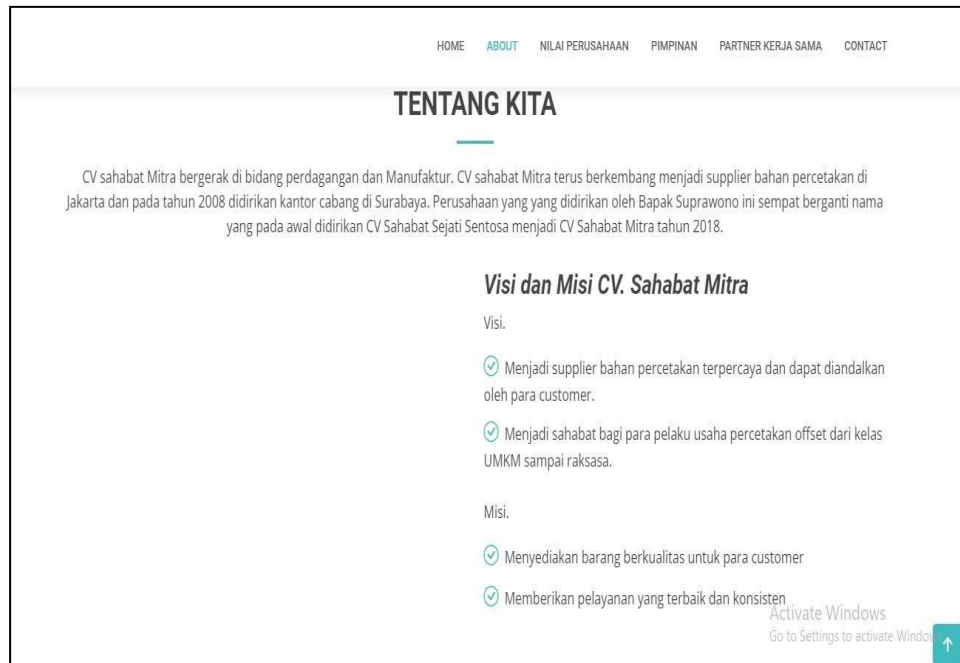 HOME ABOUT NILAI PERUSAHAAN PIMPINAN PARTNER KERJA SAMA CONTACT
TENTANG KITA
CV sahabat Mitra bergerak di bidang perdagangan dan Manufaktur. CV sahabat Mitra terus berkembang menjadi supplier bahan percetakan di
Jakarta dan pada tahun 2008 didirikan kantor cabang di Surabaya. Perusahaan yang yang didirikan oleh Bapak Suprawono ini sempat berganti nama
yang pada awal didirikan CV Sahabat Sejati Sentosa menjadi CV Sahabat Mitra tahun 2018.
Visi dan Misi CV. Sahabat Mitra
Visi.
Menjadi supplier bahan percetakan terpercaya dan dapat diandalkan
oleh para customer.
Menjadi sahabat bagi para pelaku usaha percetakan offset dari kelas
UMKM sampai raksasa.
Misi.
Menyediakan barang berkualitas untuk para customer
Memberikan pelayanan yang terbaik dan konsisten
Activate Windows
Go to Settings to activate Windo